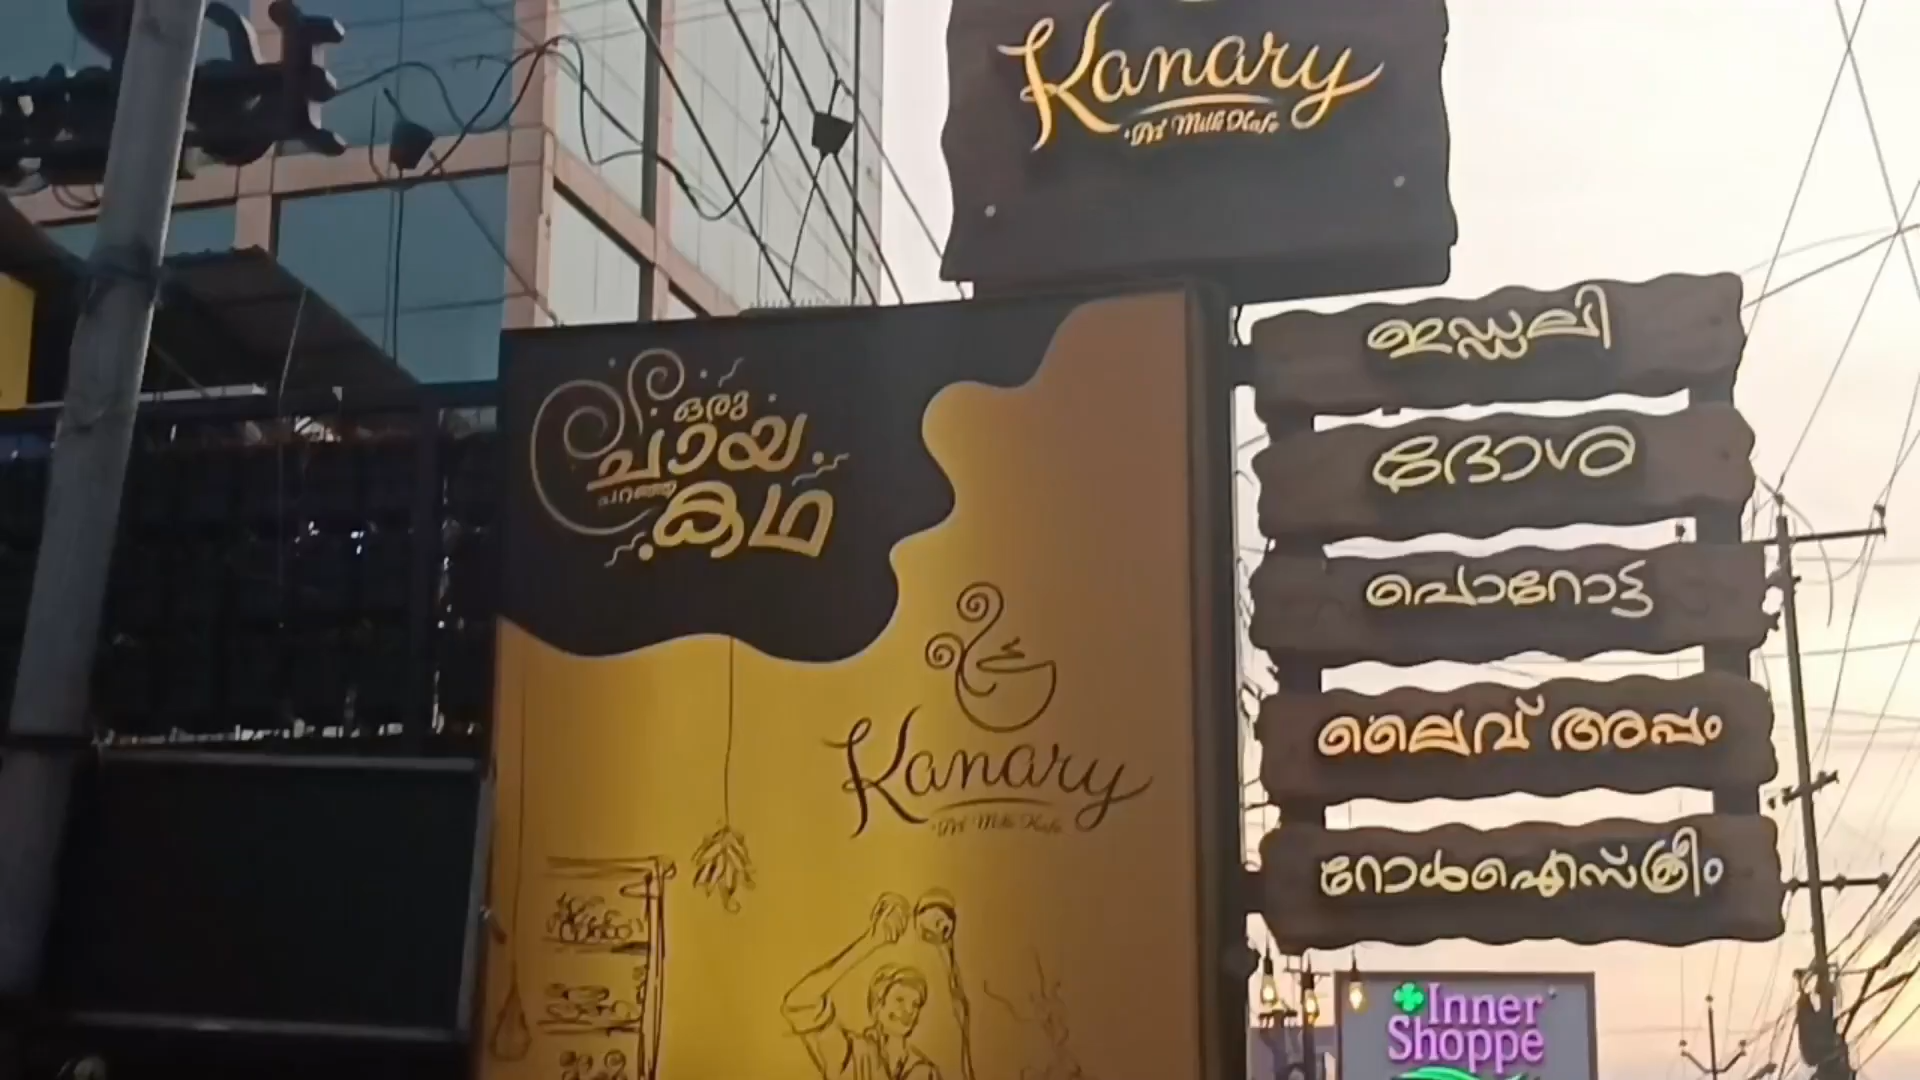 Kanary
ഒരു
ചായ
പറഞ്ഞ
കഥ
Kanary
ഇഡ്ഡലി
ദോശ
പൊറോട്ട
ലൈവ് അപ്പം
റോൾഐസ്ക്രീം
Inner
Shoppe